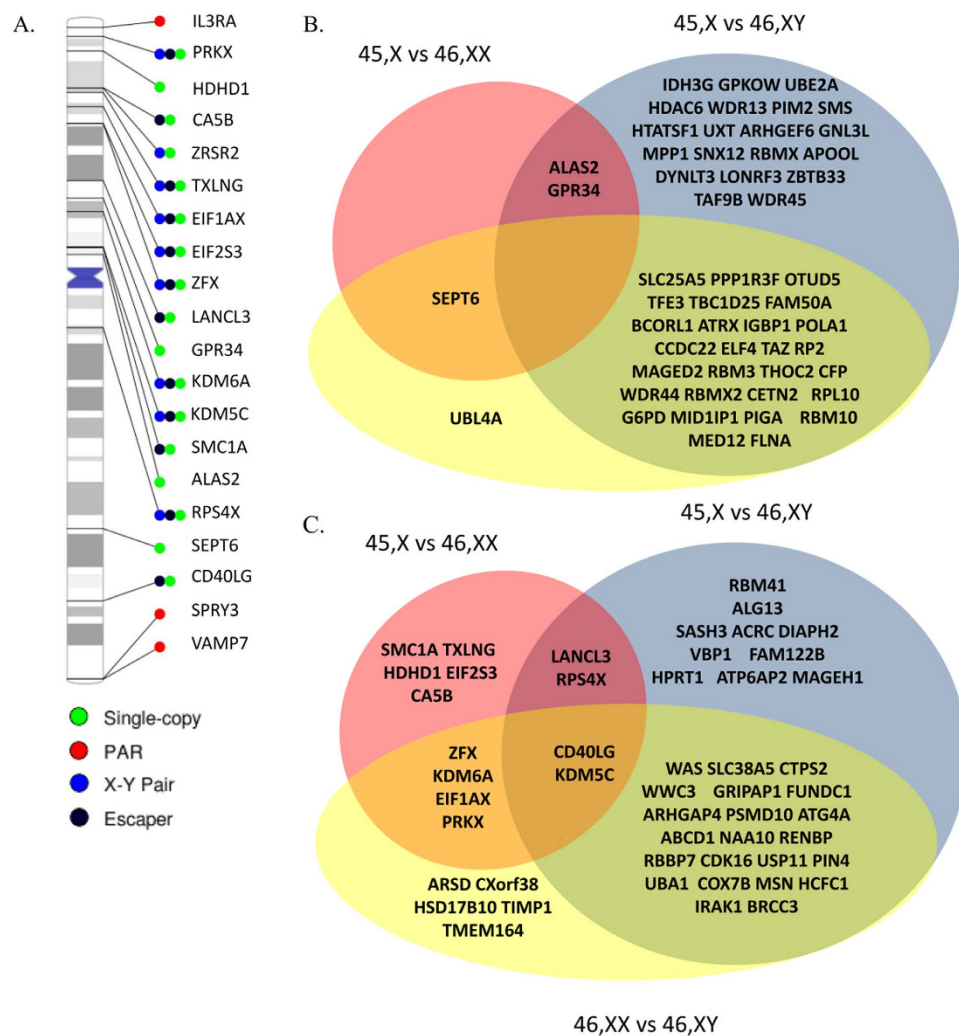 A.
IL3RA
PRKX
HDHD1
CA5B
ZRSR2
TXLNG
EIF1AX
EIF2S3
ZFX
LANCL3
GPR34
KDM6A
KDM5C
SMC1A
ALAS2
RPS4X
SEPT6
CD40LG
SPRY3
VAMP7
Single-copy
PAR
X-Y Pair
Escaper
B.
45,X vs 46,XX
45,X vs 46,XY
IDH3G GPKOW UBE2A
HDAC6 WDR13 PIM2 SMS
HTATSF1 UXT ARHGEF6 GNL3L
MPP1 SNX12 RBMX APOOL
DYNLT3 LONRF3 ZBTB33
TAF9B WDR45
ALAS2
GPR34
SEPT6
SLC25A5 PPP1R3F OTUD5
TFE3 TBC1D25 FAM50A
BCORL1 ATRX IGBP1 POLA1
CCDC22 ELF4 TAZ RP2
MAGED2 RBM3 THOC2 CFP
WDR44 RBMX2 CETN2 RPL10
G6PD MID1IP1 PIGA RBM10
MED12 FLNA
UBL4A
C.
45,X vs 46,XX
45,X vs 46,XY
RBM41
ALG13
SASH3 ACRC DIAPH2
VBP1 FAM122B
HPRT1 ATP6AP2 MAGEH1
SMC1A TXLNG
HDHD1 EIF2S3
CA5B
LANCL3
RPS4X
ZFX
KDM6A
EIF1AX
PRKX
CD40LG
KDM5C
WAS SLC38A5 CTPS2
WWC3 GRIPAP1 FUNDC1
ARHGAP4 PSMD10 ATG4A
ABCD1 NAA10 RENBP
RBBP7 CDK16 USP11 PIN4
UBA1 COX7B MSN HCFC1
IRAK1 BRCC3
ARSD CXorf38
HSD17B10 TIMP1
TMEM164
46,XX vs 46,XY